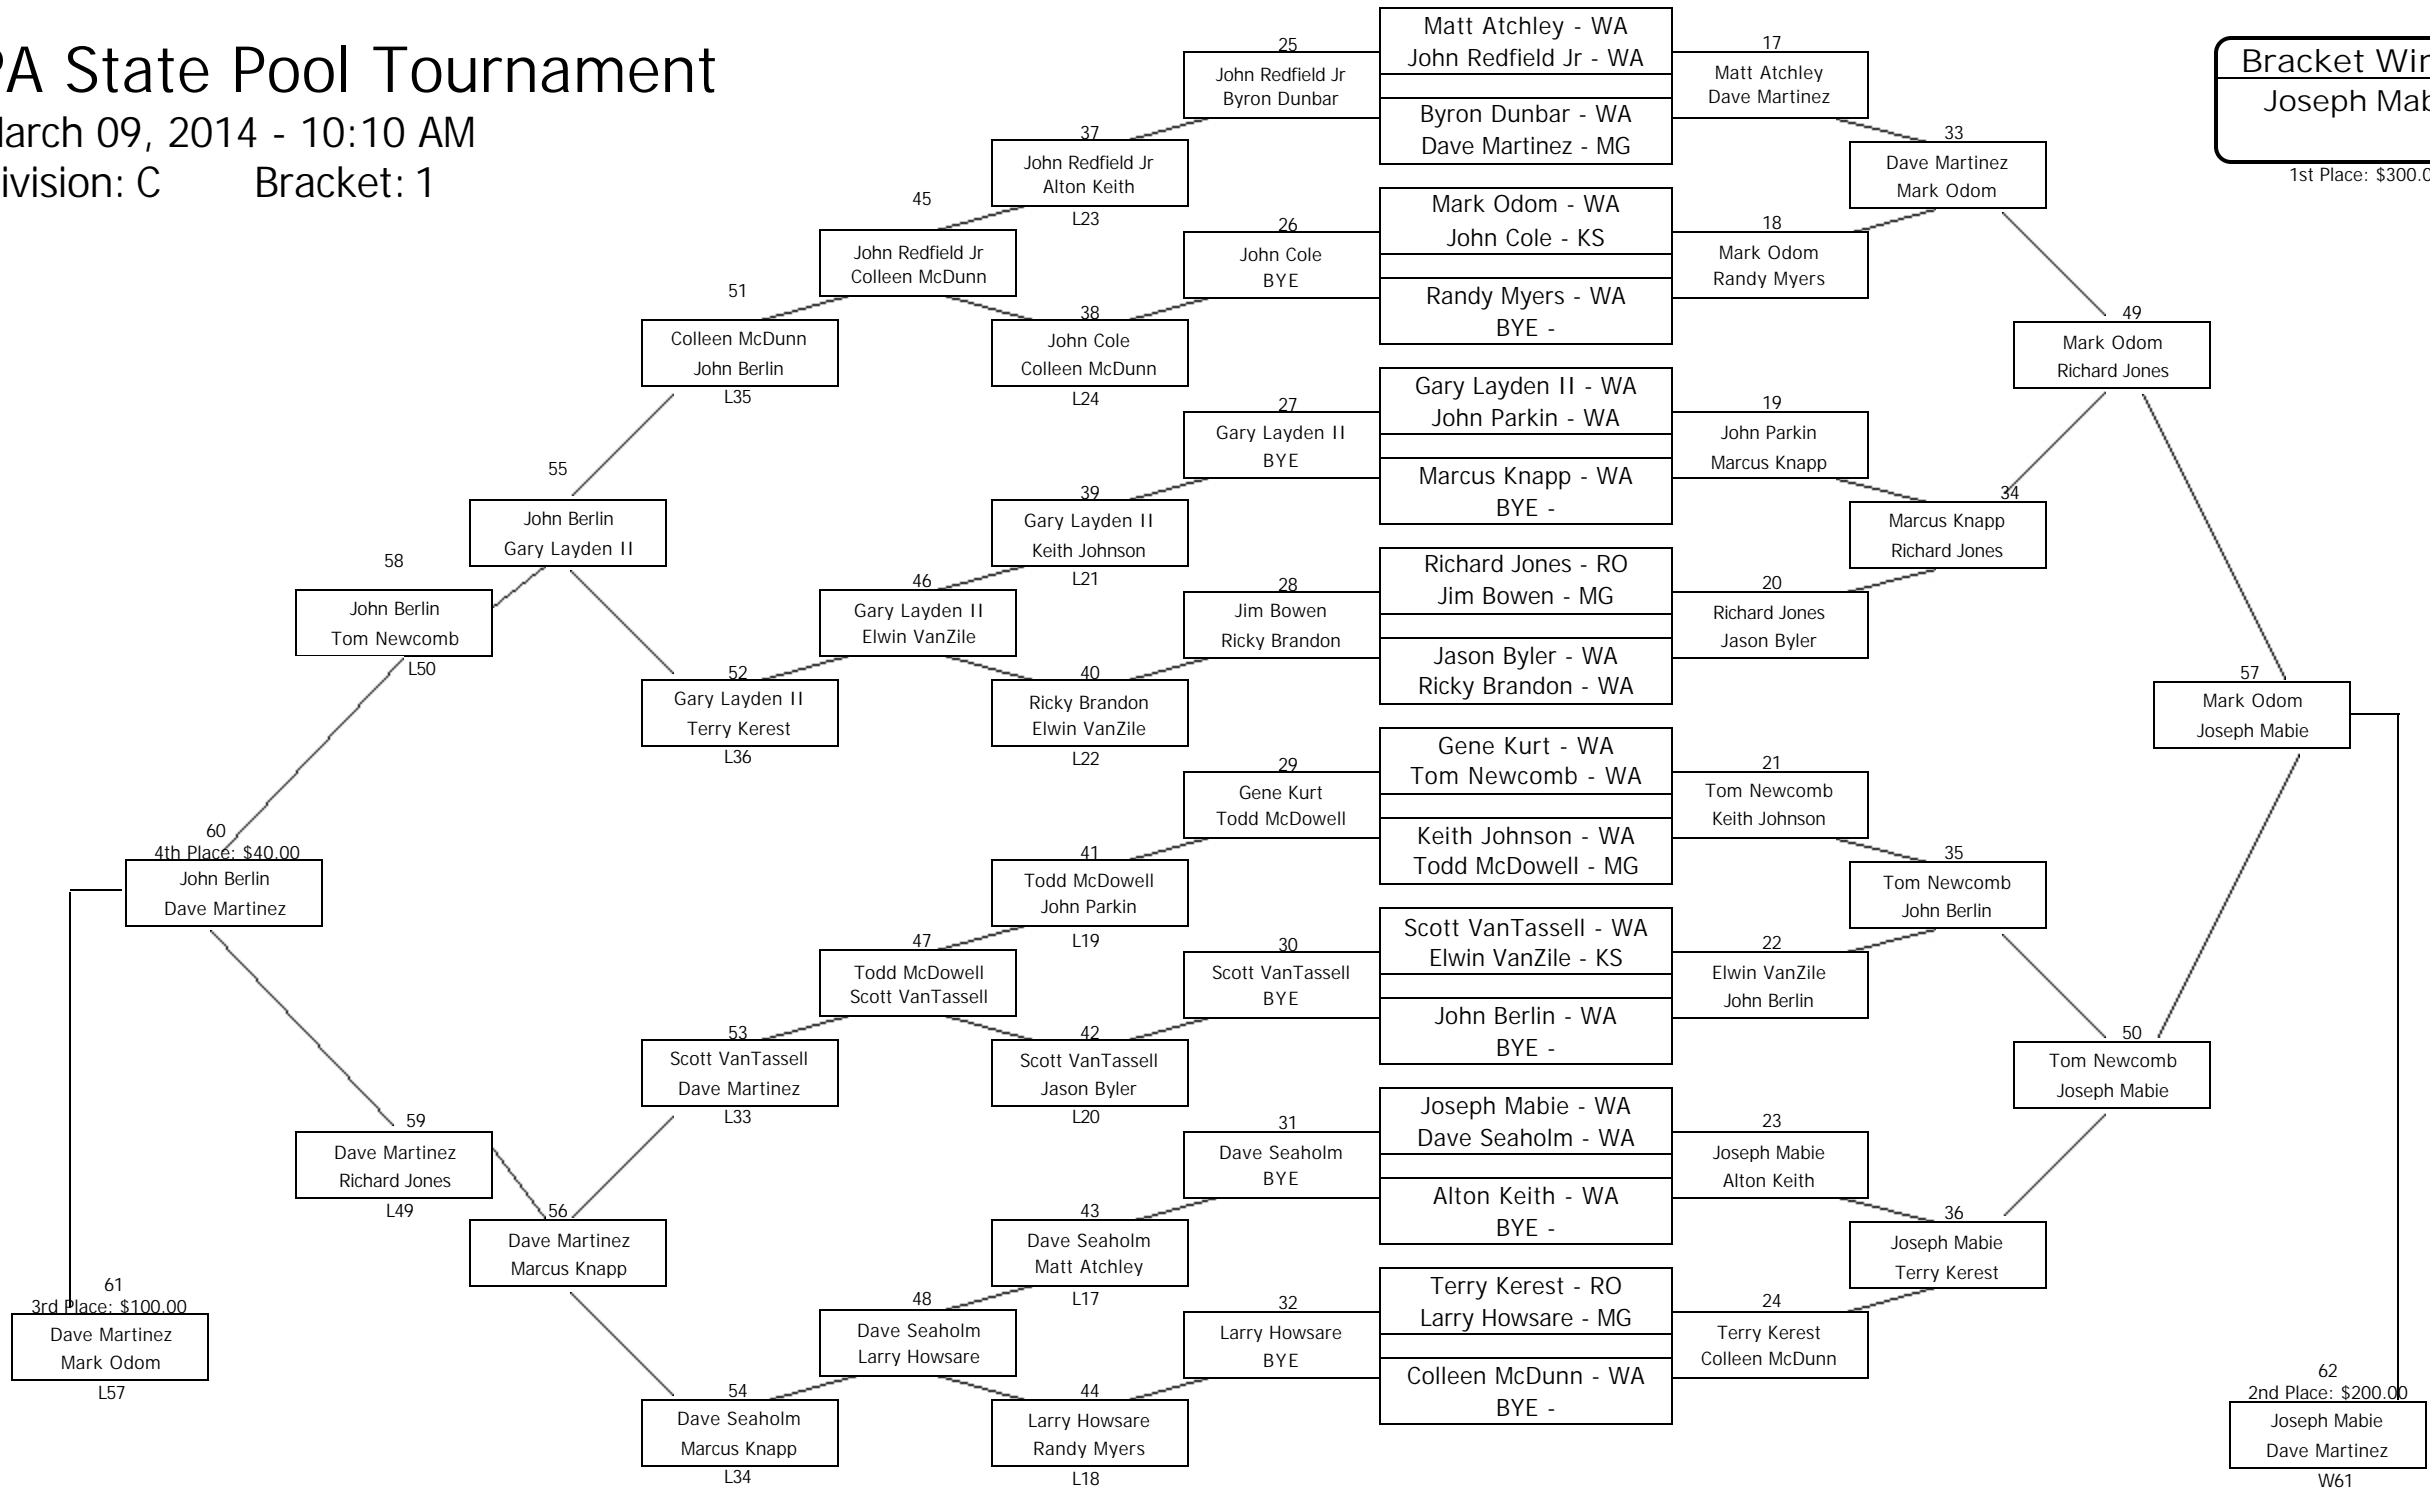 PA State Pool Tournament
March 09, 2014 - 10:10 AM
Division: C Bracket: 1
Bracket Win
Joseph Mab
1st Place: $300.0
Matt Atchley - WA
John Redfield Jr - WA
Byron Dunbar - WA
Dave Martinez - MG
Mark Odom - WA
John Cole - KS
Randy Myers - WA
BYE -
Gary Layden II - WA
John Parkin - WA
Marcus Knapp - WA
BYE -
Richard Jones - RO
Jim Bowen - MG
Jason Byler - WA
Ricky Brandon - WA
Gene Kurt - WA
Tom Newcomb - WA
Keith Johnson - WA
Todd McDowell - MG
Scott VanTassell - WA
Elwin VanZile - KS
John Berlin - WA
BYE -
Joseph Mabie - WA
Dave Seaholm - WA
Alton Keith - WA
BYE -
Terry Kerest - RO
Larry Howsare - MG
Colleen McDunn - WA
BYE -
17
Matt Atchley
Dave Martinez
18
Mark Odom
Randy Myers
19
John Parkin
Marcus Knapp
20
Richard Jones
Jason Byler
21
Tom Newcomb
Keith Johnson
22
Elwin VanZile
John Berlin
23
Joseph Mabie
Alton Keith
24
Terry Kerest
Colleen McDunn
25
John Redfield Jr
Byron Dunbar
26
John Cole
BYE
27
Gary Layden II
BYE
28
Jim Bowen
Ricky Brandon
29
Gene Kurt
Todd McDowell
30
Scott VanTassell
BYE
31
Dave Seaholm
BYE
32
Larry Howsare
BYE
33
Dave Martinez
Mark Odom
34
Marcus Knapp
Richard Jones
35
Tom Newcomb
John Berlin
36
Joseph Mabie
Terry Kerest
37
John Redfield Jr
Alton Keith
L23
38
John Cole
Colleen McDunn
L24
39
Gary Layden II
Keith Johnson
L21
40
Ricky Brandon
Elwin VanZile
L22
41
Todd McDowell
John Parkin
L19
42
Scott VanTassell
Jason Byler
L20
43
Dave Seaholm
Matt Atchley
L17
44
Larry Howsare
Randy Myers
L18
45
John Redfield Jr
Colleen McDunn
46
Gary Layden II
Elwin VanZile
47
Todd McDowell
Scott VanTassell
48
Dave Seaholm
Larry Howsare
49
Mark Odom
Richard Jones
50
Tom Newcomb
Joseph Mabie
51
Colleen McDunn
John Berlin
L35
52
Gary Layden II
Terry Kerest
L36
53
Scott VanTassell
Dave Martinez
L33
54
Dave Seaholm
Marcus Knapp
L34
55
John Berlin
Gary Layden II
56
Dave Martinez
Marcus Knapp
57
Mark Odom
Joseph Mabie
58
John Berlin
Tom Newcomb
L50
59
Dave Martinez
Richard Jones
L49
60
4th Place: $40.00
John Berlin
Dave Martinez
61
3rd Place: $100.00
Dave Martinez
Mark Odom
L57
62
2nd Place: $200.00
Joseph Mabie
Dave Martinez
W61